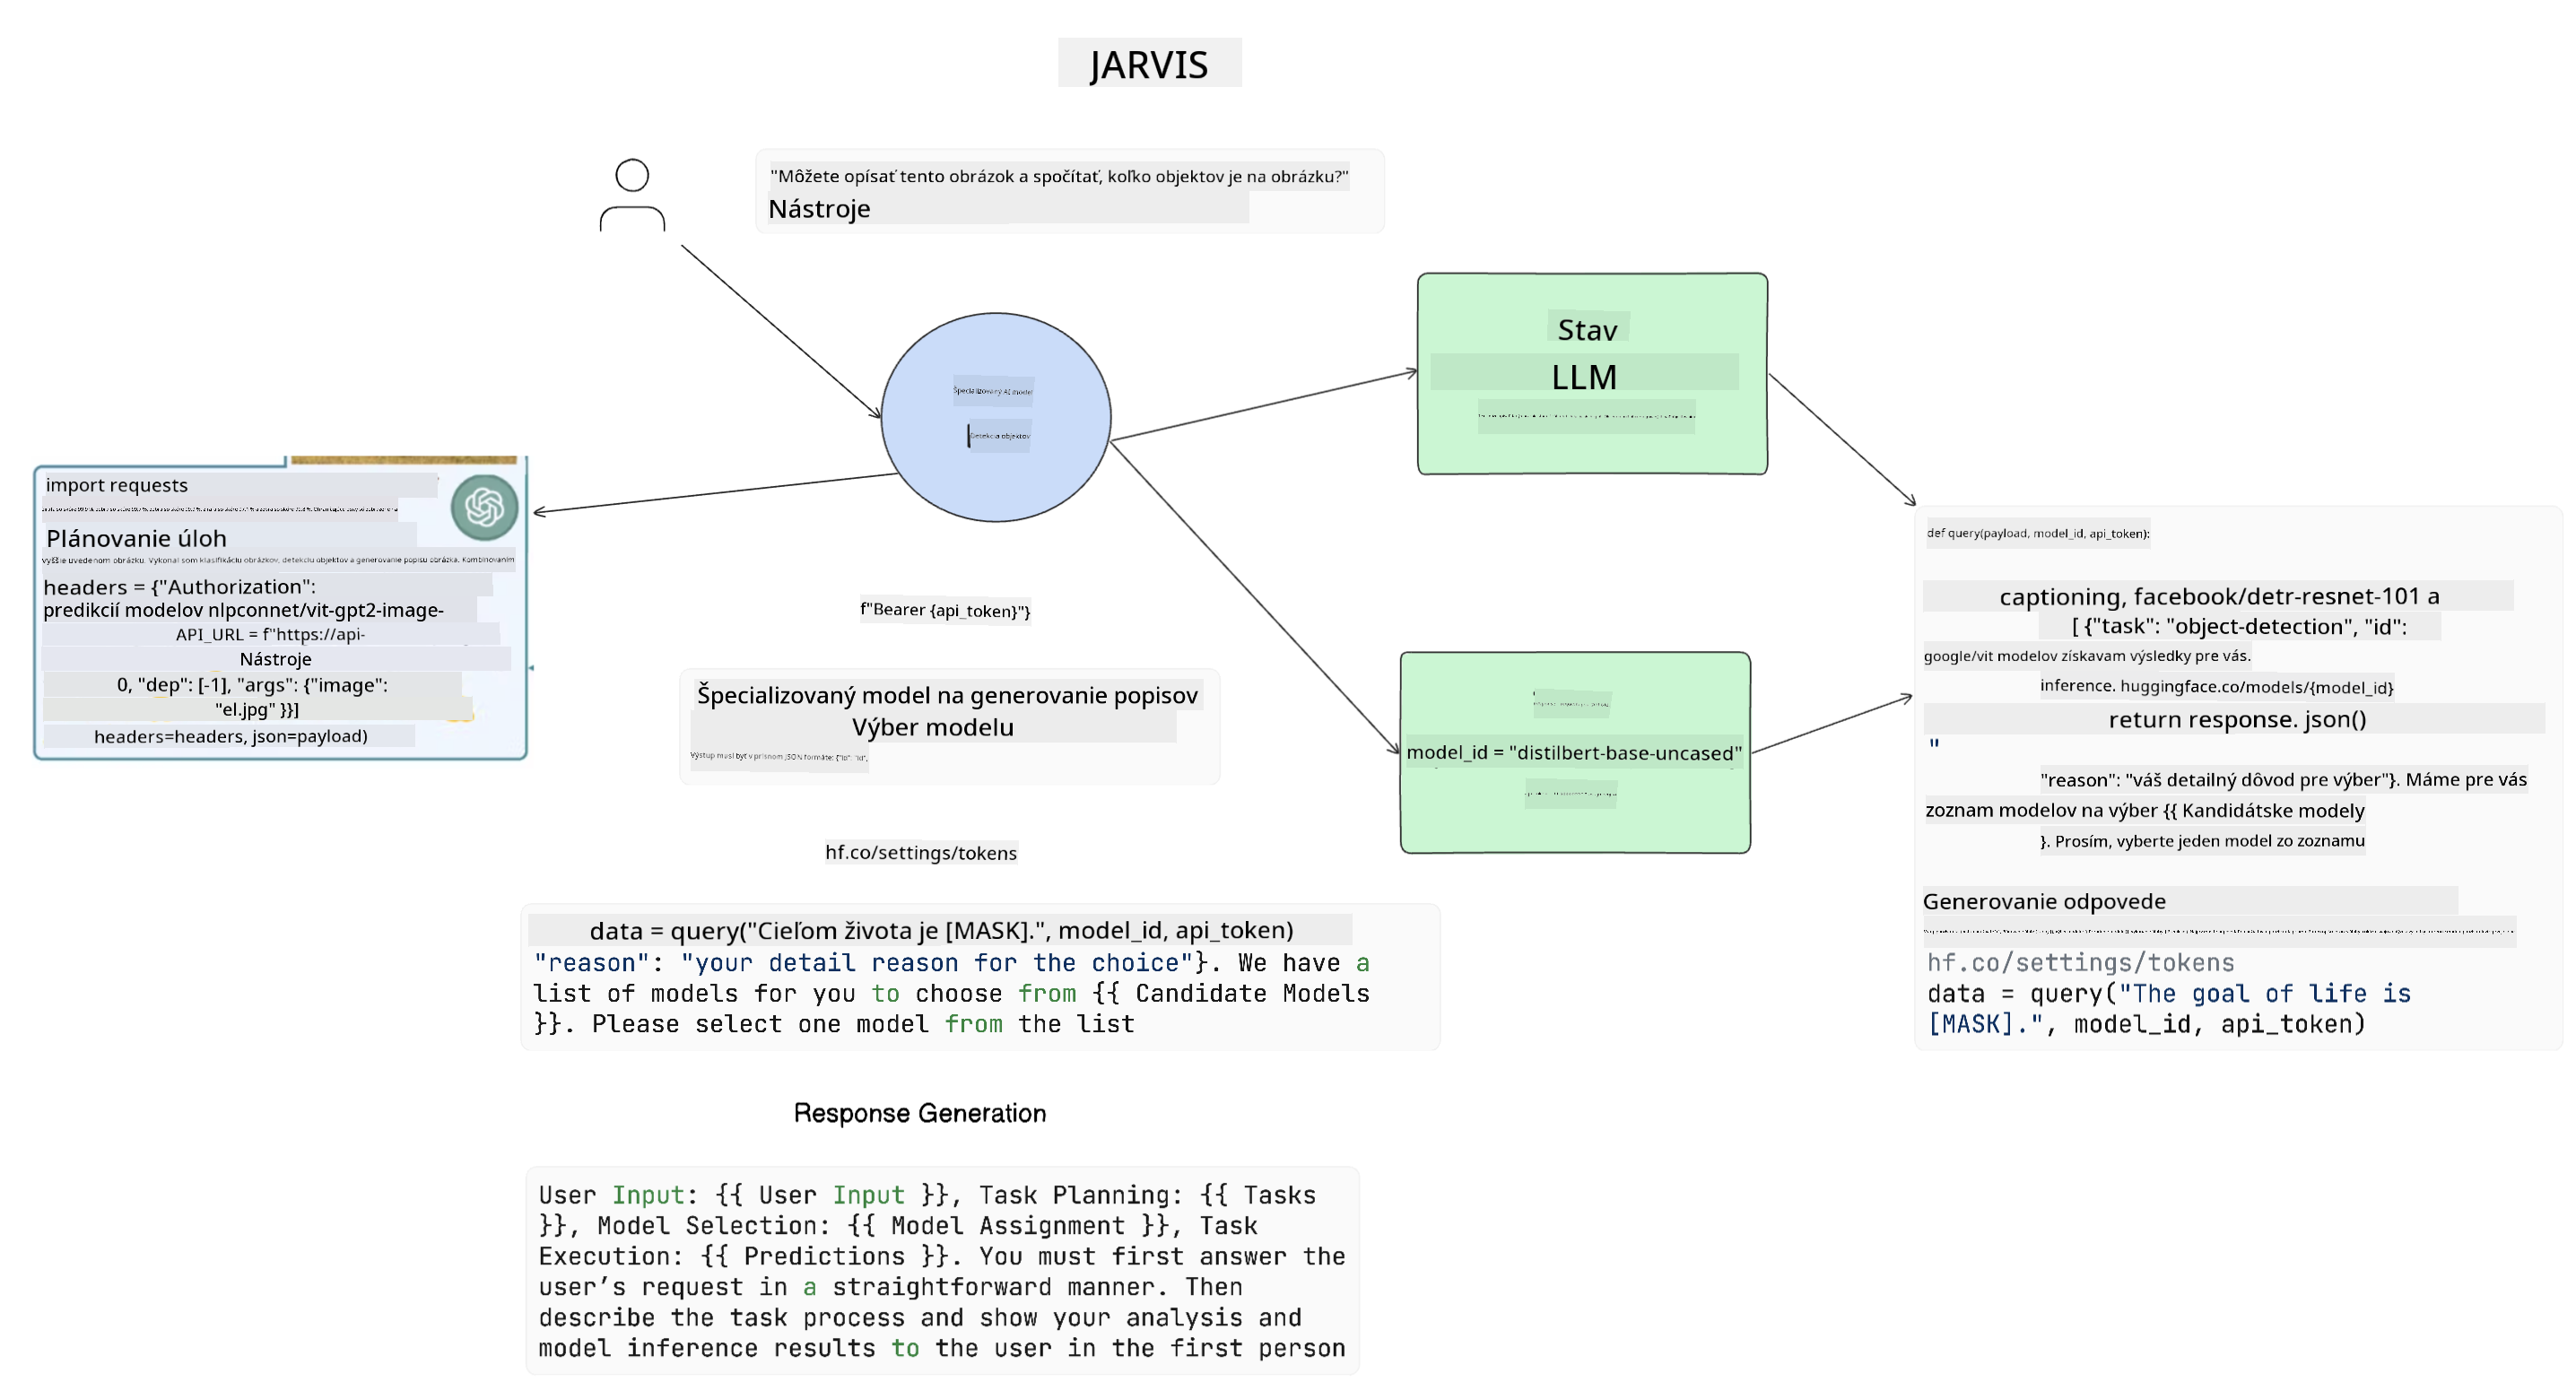 JARVIS
"Môžete opísať tento obrázok a spočítať, koľko objektov je na obrázku?"
Nástroje
Špecializovaný AI model
Detekcia objektov
Stav
LLM
import requests
Plánovanie úloh
vyššie uvedenom obrázku. Vykonal som klasifikáciu obrázkov, detekciu objektov a generovanie popisu obrázka. Kombinovaním
headers = {"Authorization":
predikcií modelov nlpconnet/vit-gpt2-image-
API_URL = f"https://api-
Nástroje
0, "dep": [-1], "args": {"image":
"el.jpg" }}]
headers=headers, json=payload)
f"Bearer {api_token}"}
Špecializovaný model na generovanie popisov
Výber modelu
Výstup musí byť v prísnom JSON formáte: {"id": "id",
model_id = "distilbert-base-uncased"
def query(payload, model_id, api_token):
captioning, facebook/detr-resnet-101 a
[ {"task": "object-detection", "id":
google/vit modelov získavam výsledky pre vás.
inference. huggingface.co/models/{model_id}
return response. json()
"
"reason": "váš detailný dôvod pre výber"}. Máme pre vás
zoznam modelov na výber {{ Kandidátske modely
}. Prosím, vyberte jeden model zo zoznamu
Generovanie odpovede
hf.co/settings/tokens
data = query("The goal of life is
[MASK].", model_id, api_token)
hf.co/settings/tokens
data = query("Cieľom života je [MASK].", model_id, api_token)
"reason": "your detail reason for the choice"}. We have a
list of models for you to choose from {{ Candidate Models
}}. Please select one model from the list
Response Generation
User Input: {{ User Input }}, Task Planning: {{ Tasks
}}, Model Selection: {{ Model Assignment }}, Task
Execution: {{ Predictions }}. You must first answer the
user’s request in a straightforward manner. Then
describe the task process and show your analysis and
model inference results to the user in the first person